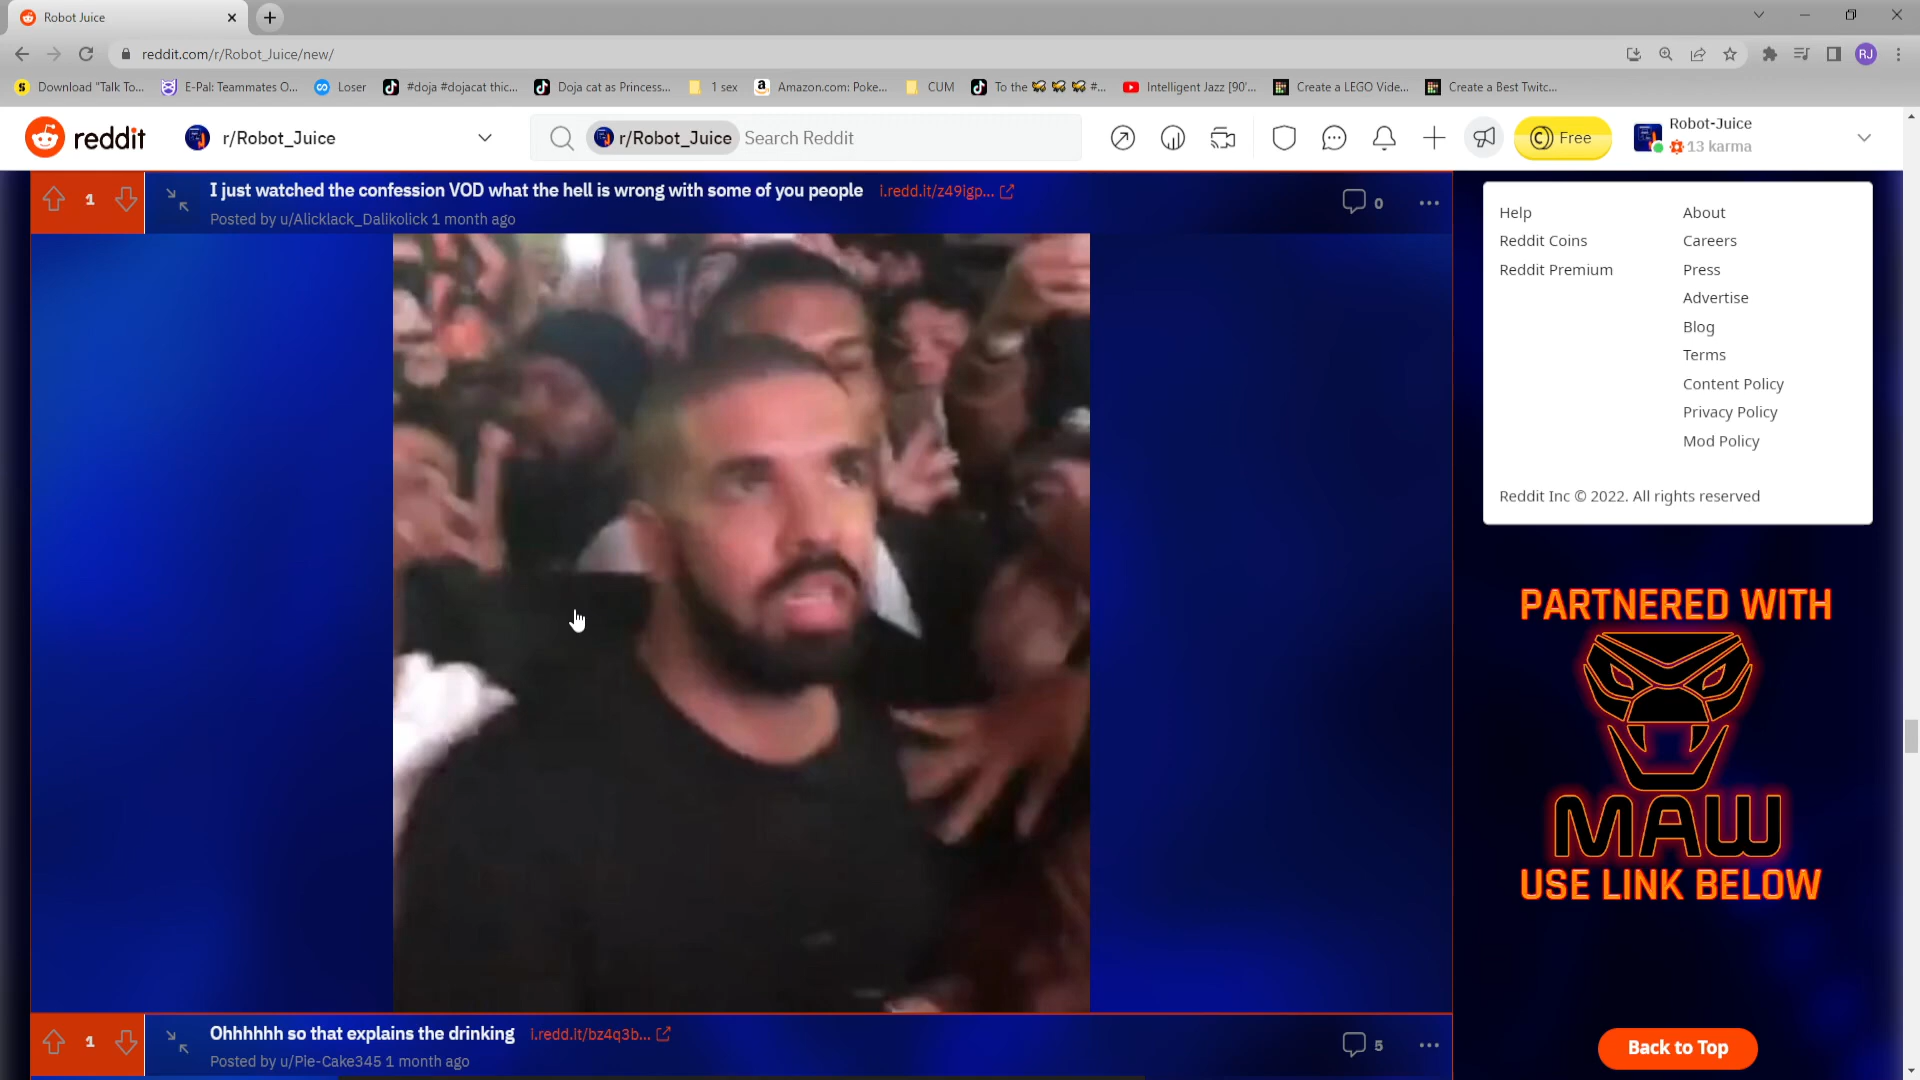 Robot Juice
reddit.com/r/Robot_Juice/new/
Download "Talk To...
E-Pal: Teammates O...
Loser
#doja #dojacat thic...
Doja cat as Princess...
1 sex
Amazon.com: Poke...
CUM
To the 🐝 🐝 🐝 #...
Intelligent Jazz [90'...
Create a LEGO Vide...
Create a Best Twitc...
RJ
reddit
r/Robot_Juice
r/Robot_Juice
Search Reddit
Free
Robot-Juice
13 karma
1
I just watched the confession VOD what the hell is wrong with some of you people
i.redd.it/z49igp...
0
Posted by u/Alicklack_Dalikolick 1 month ago
Help
About
Reddit Coins
Careers
Reddit Premium
Press
Advertise
Blog
Terms
Content Policy
Privacy Policy
Mod Policy
Reddit Inc © 2022. All rights reserved
PARTNERED WITH
MAW
USE LINK BELOW
1
Ohhhhhh so that explains the drinking
i.redd.it/bz4q3b...
5
Posted by u/Pie-Cake345 1 month ago
Back to Top